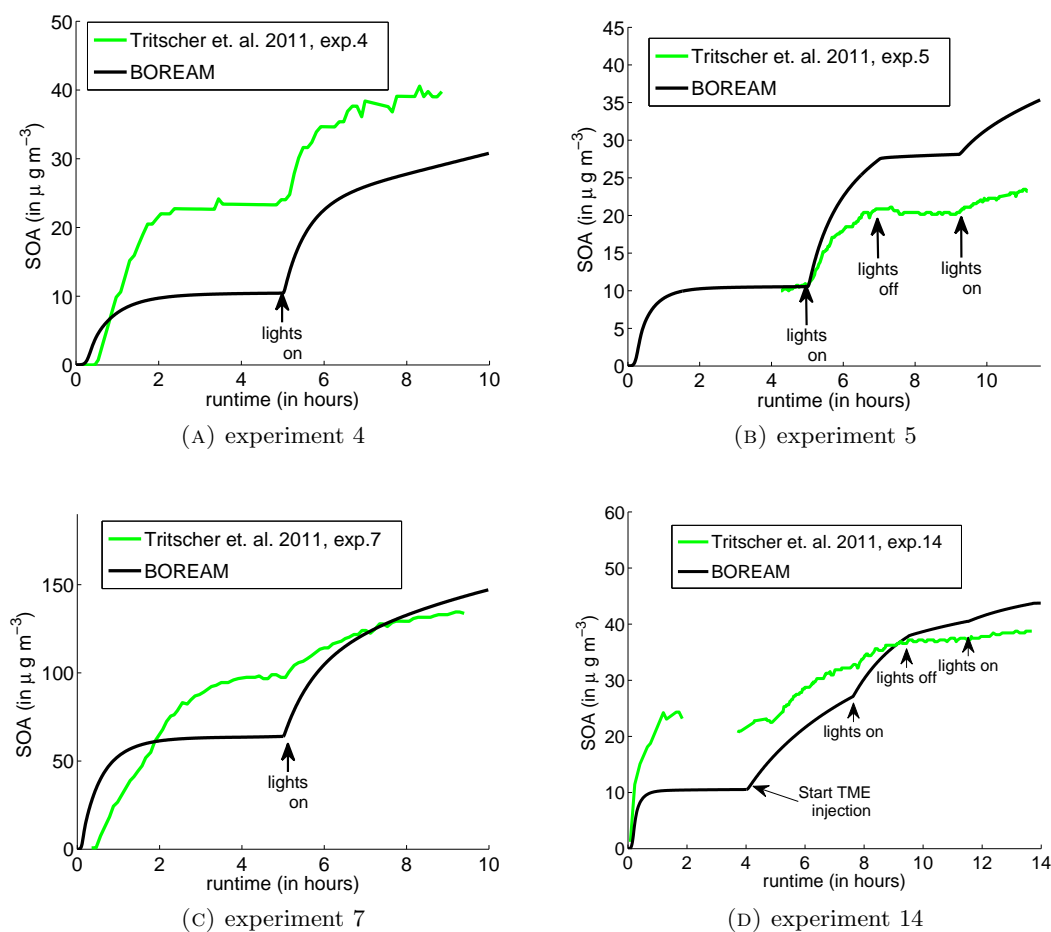 50
40
30
20
10
0
SOA (in μ g m⁻³)
Tritscher et. al. 2011, exp.4
BOREAM
lights
on
0 2 4 6 8 10
runtime (in hours)
(A) experiment 4
45
40
35
30
25
20
15
10
5
0
SOA (in μ g m⁻³)
Tritscher et. al. 2011, exp.5
BOREAM
lights
on
lights
off
lights
on
0 2 4 6 8 10
runtime (in hours)
(B) experiment 5
150
100
50
0
SOA (in μ g m⁻³)
Tritscher et. al. 2011, exp.7
BOREAM
lights
on
0 2 4 6 8 10
runtime (in hours)
(C) experiment 7
60
50
40
30
20
10
0
SOA (in μ g m⁻³)
Tritscher et. al. 2011, exp.14
BOREAM
Start TME
injection
lights on
lights off
lights on
0 2 4 6 8 10 12 14
runtime (in hours)
(D) experiment 14